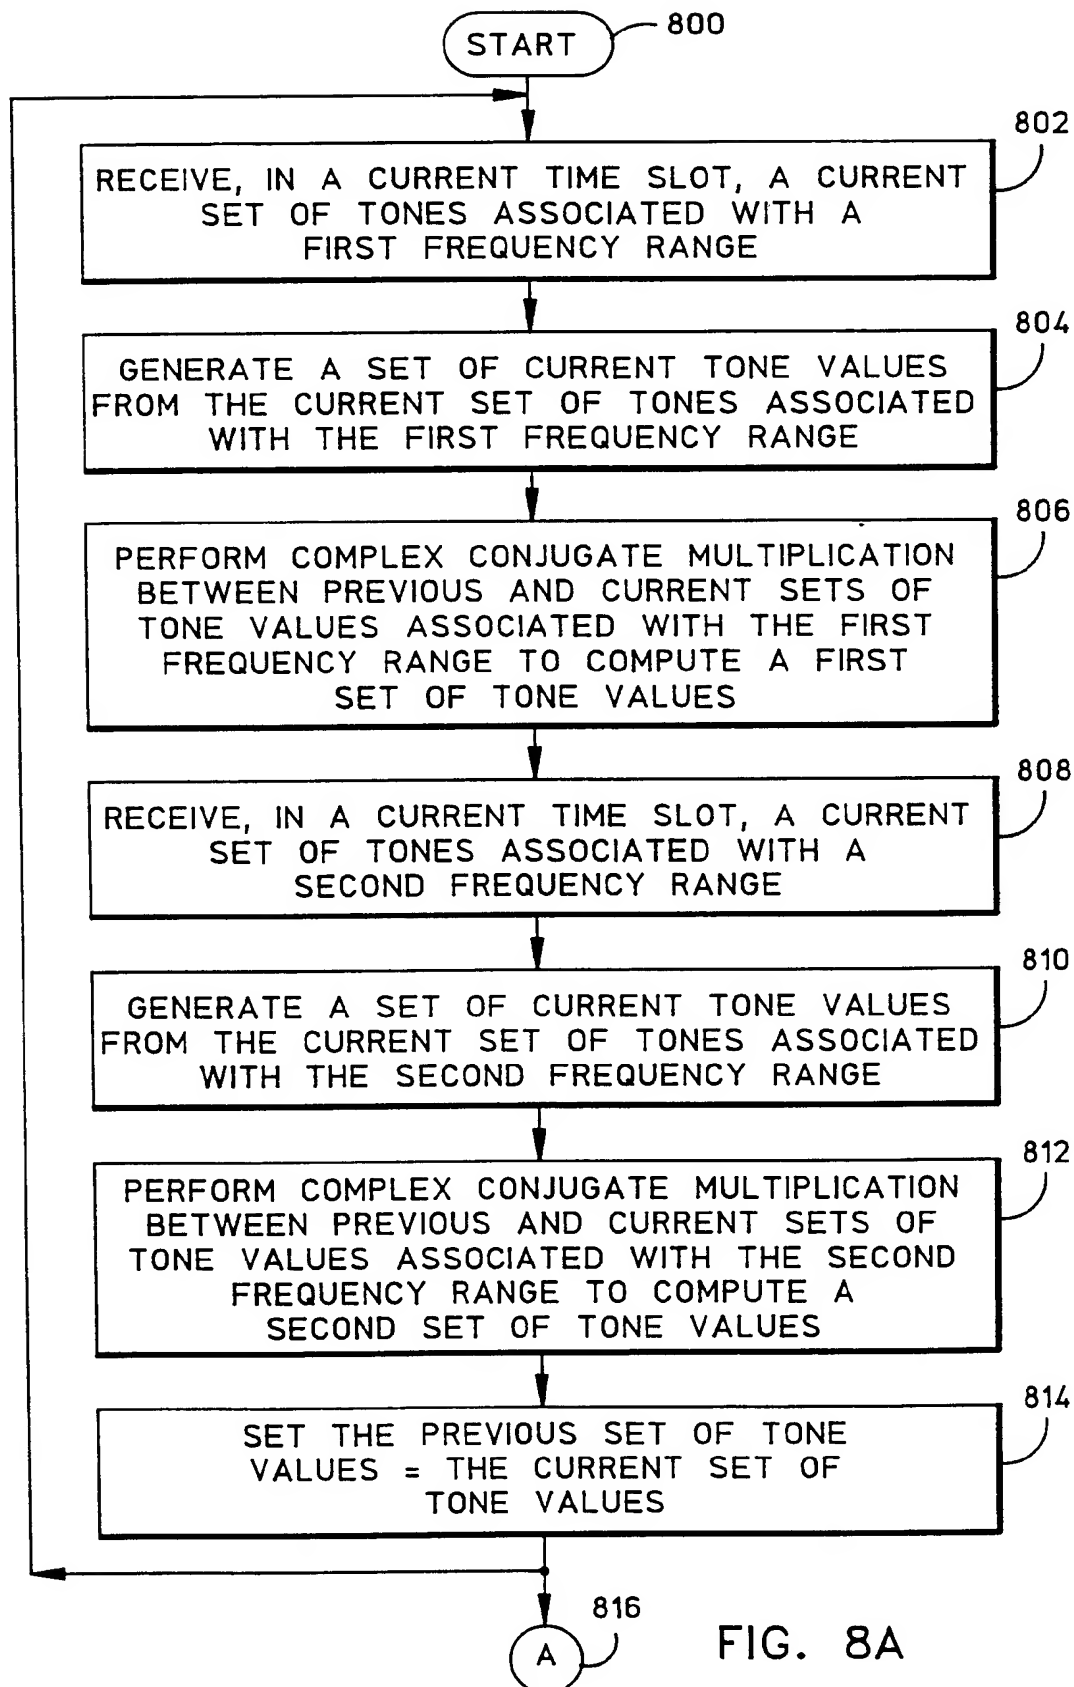 START
800
802
RECEIVE, IN A CURRENT TIME SLOT, A CURRENT
SET OF TONES ASSOCIATED WITH A
FIRST FREQUENCY RANGE
804
GENERATE A SET OF CURRENT TONE VALUES
FROM THE CURRENT SET OF TONES ASSOCIATED
WITH THE FIRST FREQUENCY RANGE
806
PERFORM COMPLEX CONJUGATE MULTIPLICATION
BETWEEN PREVIOUS AND CURRENT SETS OF
TONE VALUES ASSOCIATED WITH THE FIRST
FREQUENCY RANGE TO COMPUTE A FIRST
SET OF TONE VALUES
808
RECEIVE, IN A CURRENT TIME SLOT, A CURRENT
SET OF TONES ASSOCIATED WITH A
SECOND FREQUENCY RANGE
810
GENERATE A SET OF CURRENT TONE VALUES
FROM THE CURRENT SET OF TONES ASSOCIATED
WITH THE SECOND FREQUENCY RANGE
812
PERFORM COMPLEX CONJUGATE MULTIPLICATION
BETWEEN PREVIOUS AND CURRENT SETS OF
TONE VALUES ASSOCIATED WITH THE SECOND
FREQUENCY RANGE TO COMPUTE A
SECOND SET OF TONE VALUES
814
SET THE PREVIOUS SET OF TONE
VALUES = THE CURRENT SET OF
TONE VALUES
816
A
FIG. 8A